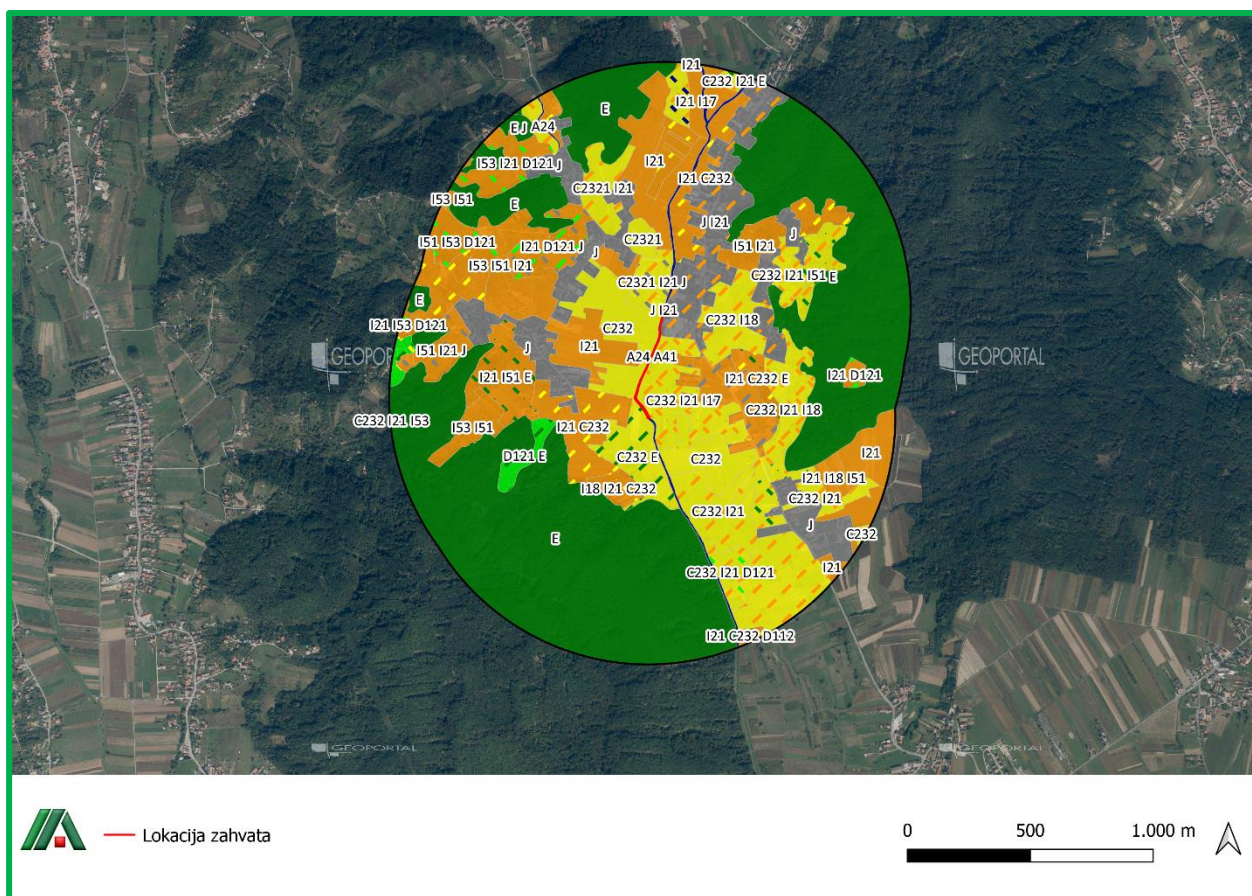 I21
C232 I21 E
I21 I17
E
E J A24
I21
I53 I21 D121 J
I21 C232
C2321 I21
I53 I51
E
J I21
J
I51 I53 D121
I21 D121 J
C2321
I51 I21
J
I53 I51 I21
C232 I21 I51 E
C2321 I21 J
E
J I21
I21 I53 D121
C232
C232 I18
I21
J
I51 I21 J
A24 A41
GEOPORTAL
GEOPORTAL
I21 I51 E
I21 C232 E
I21 D121
C232 I21 I17
C232 I21 I18
C232 I21 I53
I53 I51
I21 C232
D121 E
C232 E
C232
I21
I21 I18 I51
I18 I21 C232
C232 I21
C232 I21
J
E
C232
C232 I21 D121
I21
I21 C232 D112
GEOPORTAL
GEOPORTAL
Lokacija zahvata
0 500 1.000 m